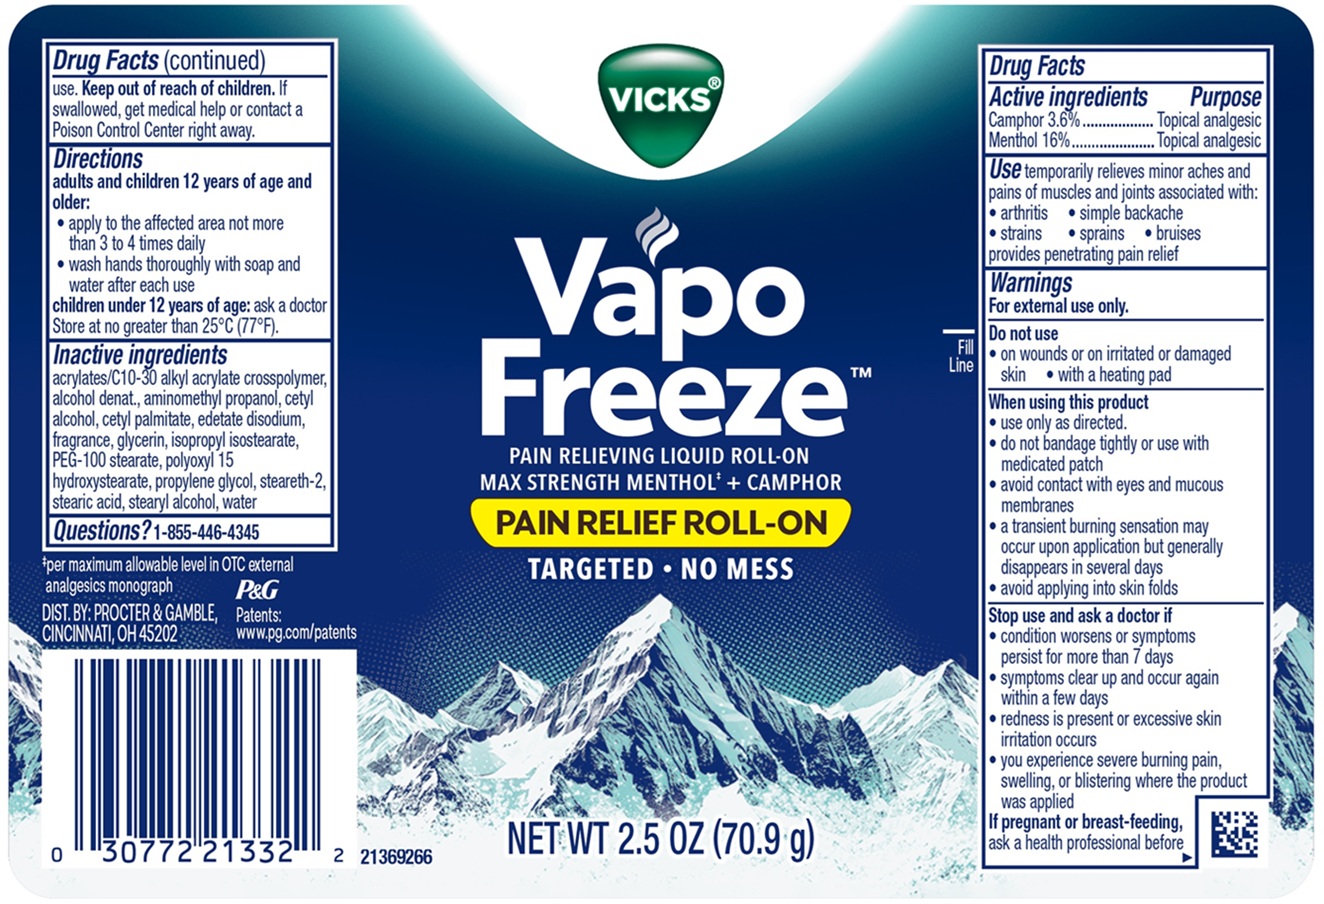 Drug Facts (continued)
use. Keep out of reach of children. If
swallowed, get medical help or contact a
Poison Control Center right away.
Directions
adults and children 12 years of age and
older:
• apply to the affected area not more
than 3 to 4 times daily
• wash hands thoroughly with soap and
water after each use
children under 12 years of age: ask a doctor
Store at no greater than 25°C (77°F).
Inactive ingredients
acrylates/C10-30 alkyl acrylate crosspolymer,
alcohol denat., aminomethyl propanol, cetyl
alcohol, cetyl palmitate, edetate disodium,
fragrance, glycerin, isopropyl isostearate,
PEG-100 stearate, polyoxyl 15
hydroxystearate, propylene glycol, steareth-2,
stearic acid, stearyl alcohol, water
Questions? 1-855-446-4345
‡per maximum allowable level in OTC external
analgesics monograph
P&G
DIST. BY: PROCTER & GAMBLE,
CINCINNATI, OH 45202
Patents:
www.pg.com/patents
0 30772 21332 2
21369266
VICKS®
Vapo
Freeze™
PAIN RELIEVING LIQUID ROLL-ON
MAX STRENGTH MENTHOL‡ + CAMPHOR
PAIN RELIEF ROLL-ON
TARGETED • NO MESS
NET WT 2.5 OZ (70.9 g)
Fill
Line
Drug Facts
Active ingredients Purpose
Camphor 3.6%.................. Topical analgesic
Menthol 16%..................... Topical analgesic
Use temporarily relieves minor aches and
pains of muscles and joints associated with:
• arthritis • simple backache
• strains • sprains • bruises
provides penetrating pain relief
Warnings
For external use only.
Do not use
• on wounds or on irritated or damaged
skin • with a heating pad
When using this product
• use only as directed.
• do not bandage tightly or use with
medicated patch
• avoid contact with eyes and mucous
membranes
• a transient burning sensation may
occur upon application but generally
disappears in several days
• avoid applying into skin folds
Stop use and ask a doctor if
• condition worsens or symptoms
persist for more than 7 days
• symptoms clear up and occur again
within a few days
• redness is present or excessive skin
irritation occurs
• you experience severe burning pain,
swelling, or blistering where the product
was applied
If pregnant or breast-feeding,
ask a health professional before